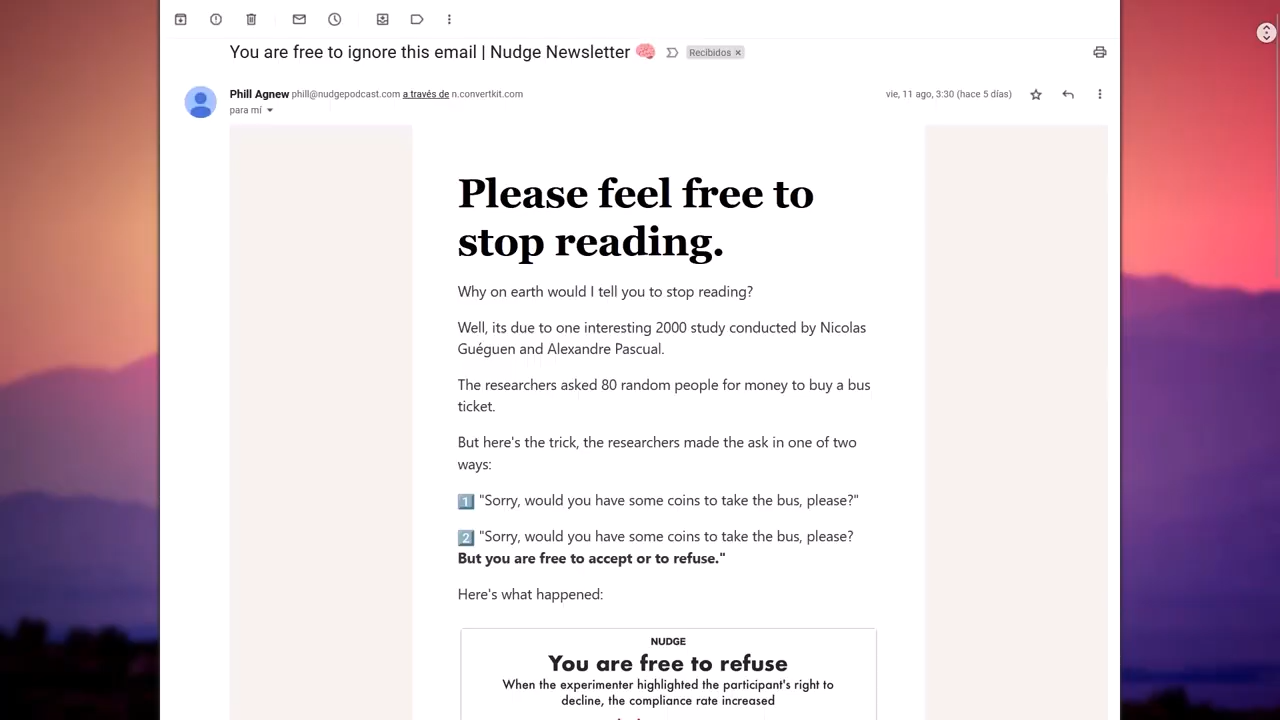 You are free to ignore this email | Nudge Newsletter 🧠 Recibidos ×
Phill Agnew phill@nudgepodcast.com a través de n.convertkit.com
vie, 11 ago, 3:30 (hace 5 días)
para mí
Please feel free to
stop reading.
Why on earth would I tell you to stop reading?
Well, its due to one interesting 2000 study conducted by Nicolas
Guéguen and Alexandre Pascual.
The researchers asked 80 random people for money to buy a bus
ticket.
But here's the trick, the researchers made the ask in one of two
ways:
1️⃣ "Sorry, would you have some coins to take the bus, please?"
2️⃣ "Sorry, would you have some coins to take the bus, please?
But you are free to accept or to refuse."
Here's what happened:
NUDGE
You are free to refuse
When the experimenter highlighted the participant's right to
decline, the compliance rate increased